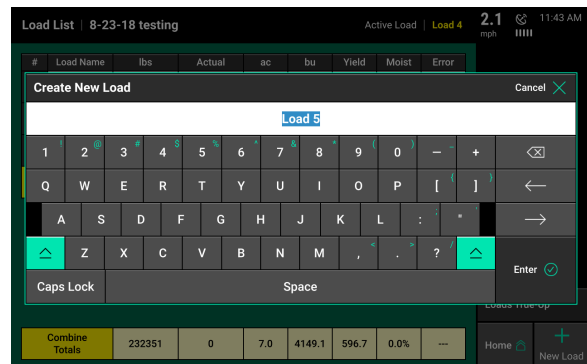 Load List | 8-23-18 testing Active Load | Load 4 2.1 mph 11:43 AM
# Load Name lbs Actual ac bu Yield Moist Error
Create New Load Cancel
Load 5
1 ! 2 @ 3 # 4 $ 5 % 6 7 & 8 * 9 ( 0 ) — - +
Q W E R T Y U I O P [ { ] }
A S D F G H J K L : ; "
Z X C V B N M , < . > ? /
Enter
Caps Lock Space
Loads True-Up
Combine Totals 232351 0 7.0 4149.1 596.7 0.0% ---
Home New Load